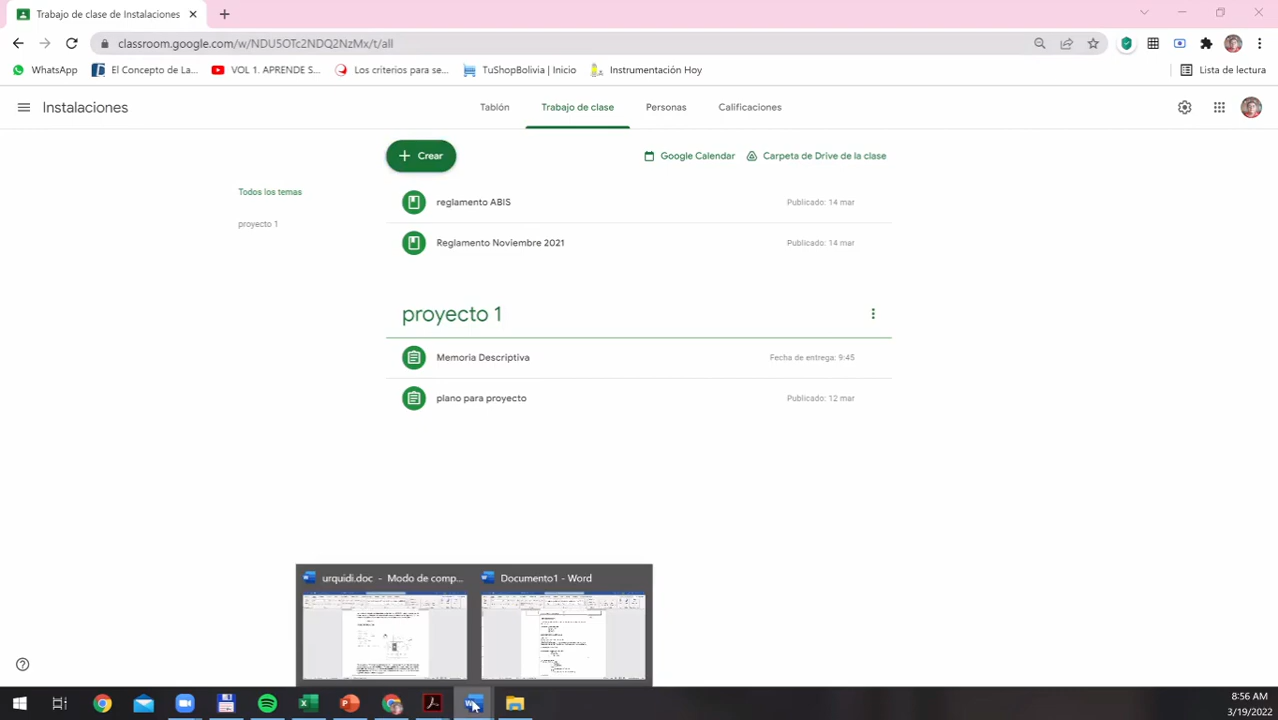 Trabajo de clase de Instalaciones
classroom.google.com/w/NDU5OTc2NDQ2NzMx/t/all
WhatsApp
El Concepto de La...
VOL 1. APRENDE S...
Los criterios para se...
TuShopBolivia | Inicio
Instrumentación Hoy
Lista de lectura
Instalaciones
Tablón
Trabajo de clase
Personas
Calificaciones
Crear
Google Calendar
Carpeta de Drive de la clase
Todos los temas
proyecto 1
reglamento ABIS
Publicado: 14 mar
Reglamento Noviembre 2021
Publicado: 14 mar
proyecto 1
Memoria Descriptiva
Fecha de entrega: 9:45
plano para proyecto
Publicado: 12 mar
urquidi.doc - Modo de comp...
Documento1 - Word
8:56 AM
3/19/2022